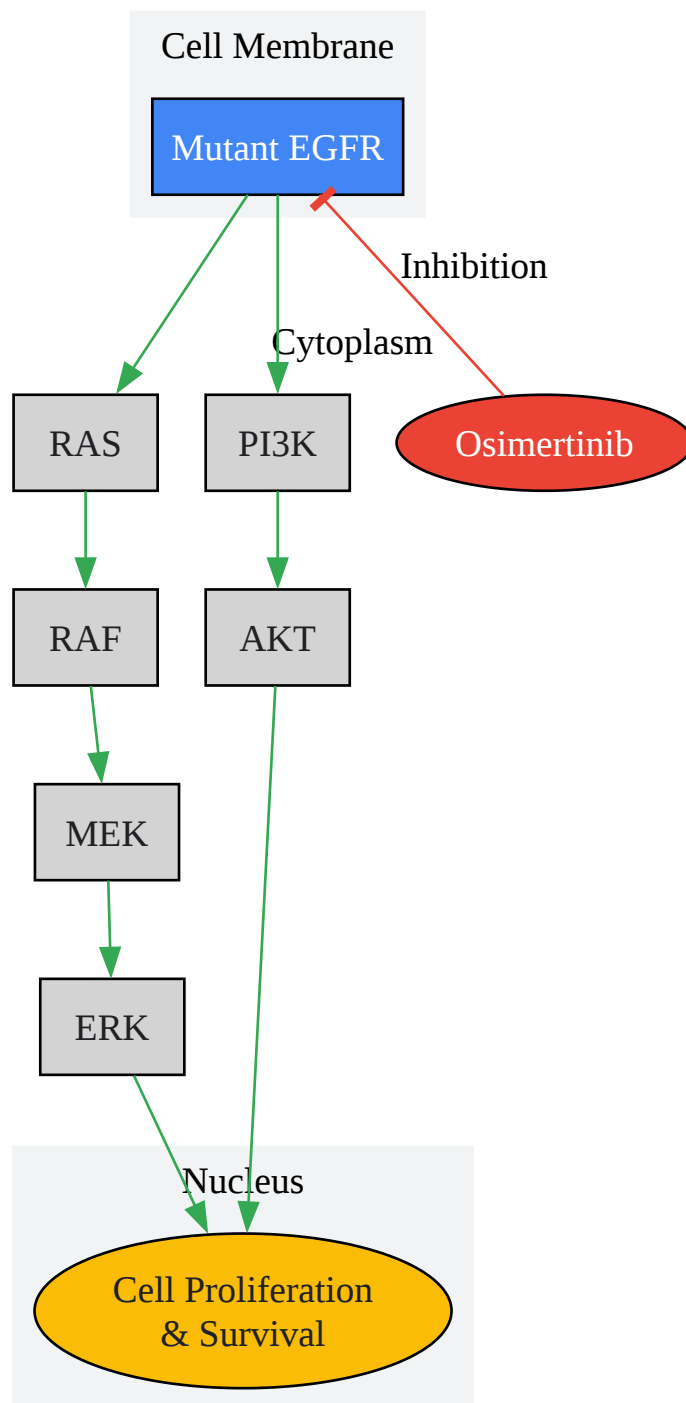 Cell Membrane
Mutant EGFR
Inhibition
Cytoplasm
RAS
PI3K
Osimertinib
RAF
AKT
MEK
ERK
Nucleus
Cell Proliferation
& Survival